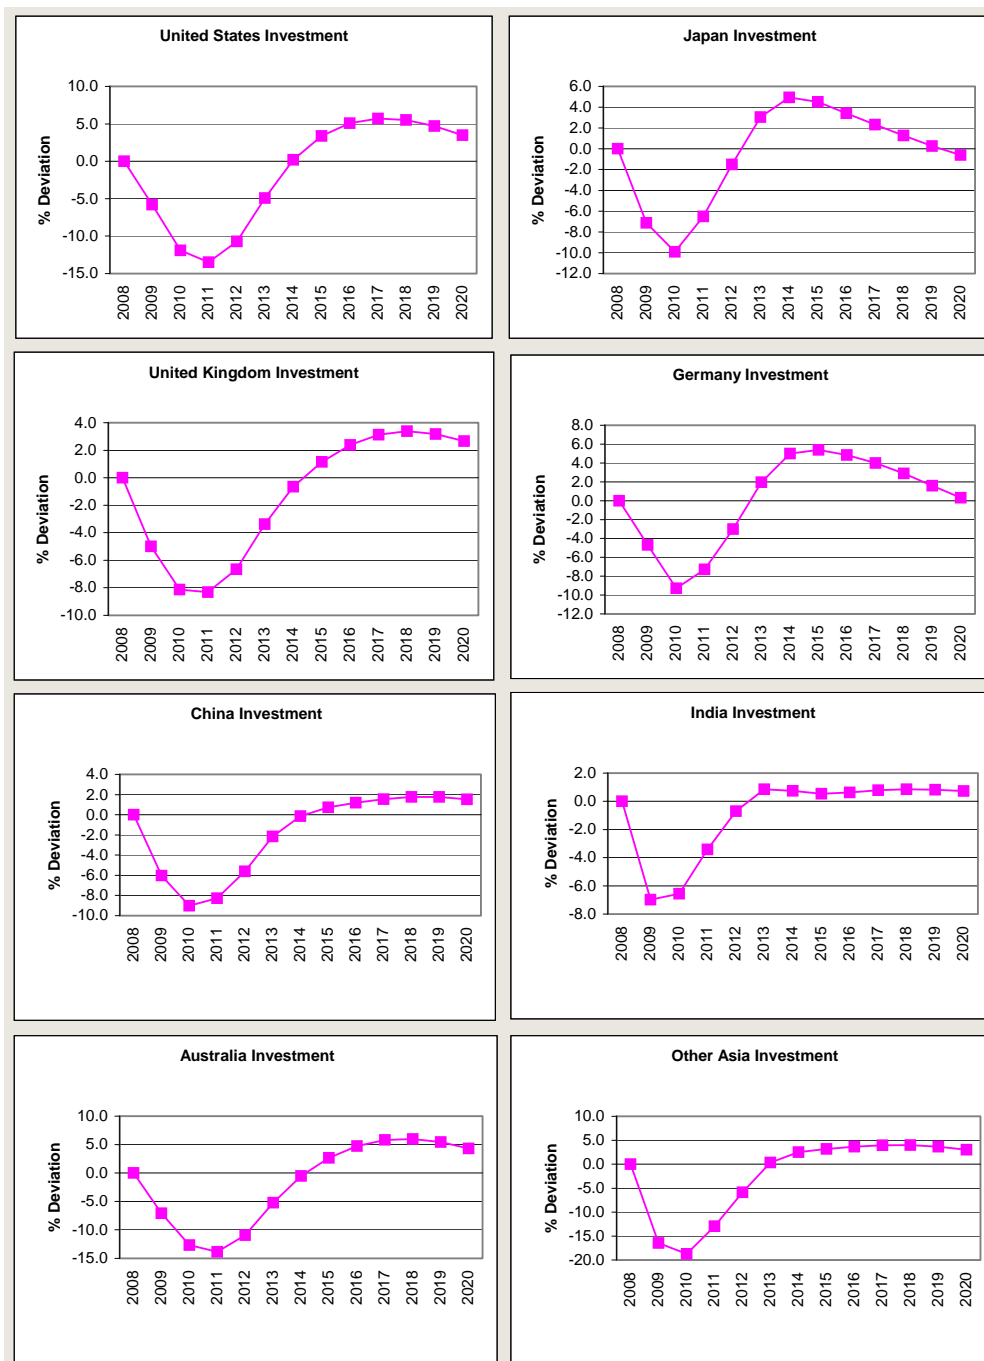 United States Investment
% Deviation
10.0
5.0
0.0
-5.0
-10.0
-15.0
2008 2009 2010 2011 2012 2013 2014 2015 2016 2017 2018 2019 2020
Japan Investment
% Deviation
6.0
4.0
2.0
0.0
-2.0
-4.0
-6.0
-8.0
-10.0
-12.0
2008 2009 2010 2011 2012 2013 2014 2015 2016 2017 2018 2019 2020
United Kingdom Investment
% Deviation
4.0
2.0
0.0
-2.0
-4.0
-6.0
-8.0
-10.0
2008 2009 2010 2011 2012 2013 2014 2015 2016 2017 2018 2019 2020
Germany Investment
% Deviation
8.0
6.0
4.0
2.0
0.0
-2.0
-4.0
-6.0
-8.0
-10.0
-12.0
2008 2009 2010 2011 2012 2013 2014 2015 2016 2017 2018 2019 2020
China Investment
% Deviation
4.0
2.0
0.0
-2.0
-4.0
-6.0
-8.0
-10.0
2008 2009 2010 2011 2012 2013 2014 2015 2016 2017 2018 2019 2020
India Investment
% Deviation
2.0
0.0
-2.0
-4.0
-6.0
-8.0
2008 2009 2010 2011 2012 2013 2014 2015 2016 2017 2018 2019 2020
Australia Investment
% Deviation
10.0
5.0
0.0
-5.0
-10.0
-15.0
2008 2009 2010 2011 2012 2013 2014 2015 2016 2017 2018 2019 2020
Other Asia Investment
% Deviation
10.0
5.0
0.0
-5.0
-10.0
-15.0
-20.0
2008 2009 2010 2011 2012 2013 2014 2015 2016 2017 2018 2019 2020